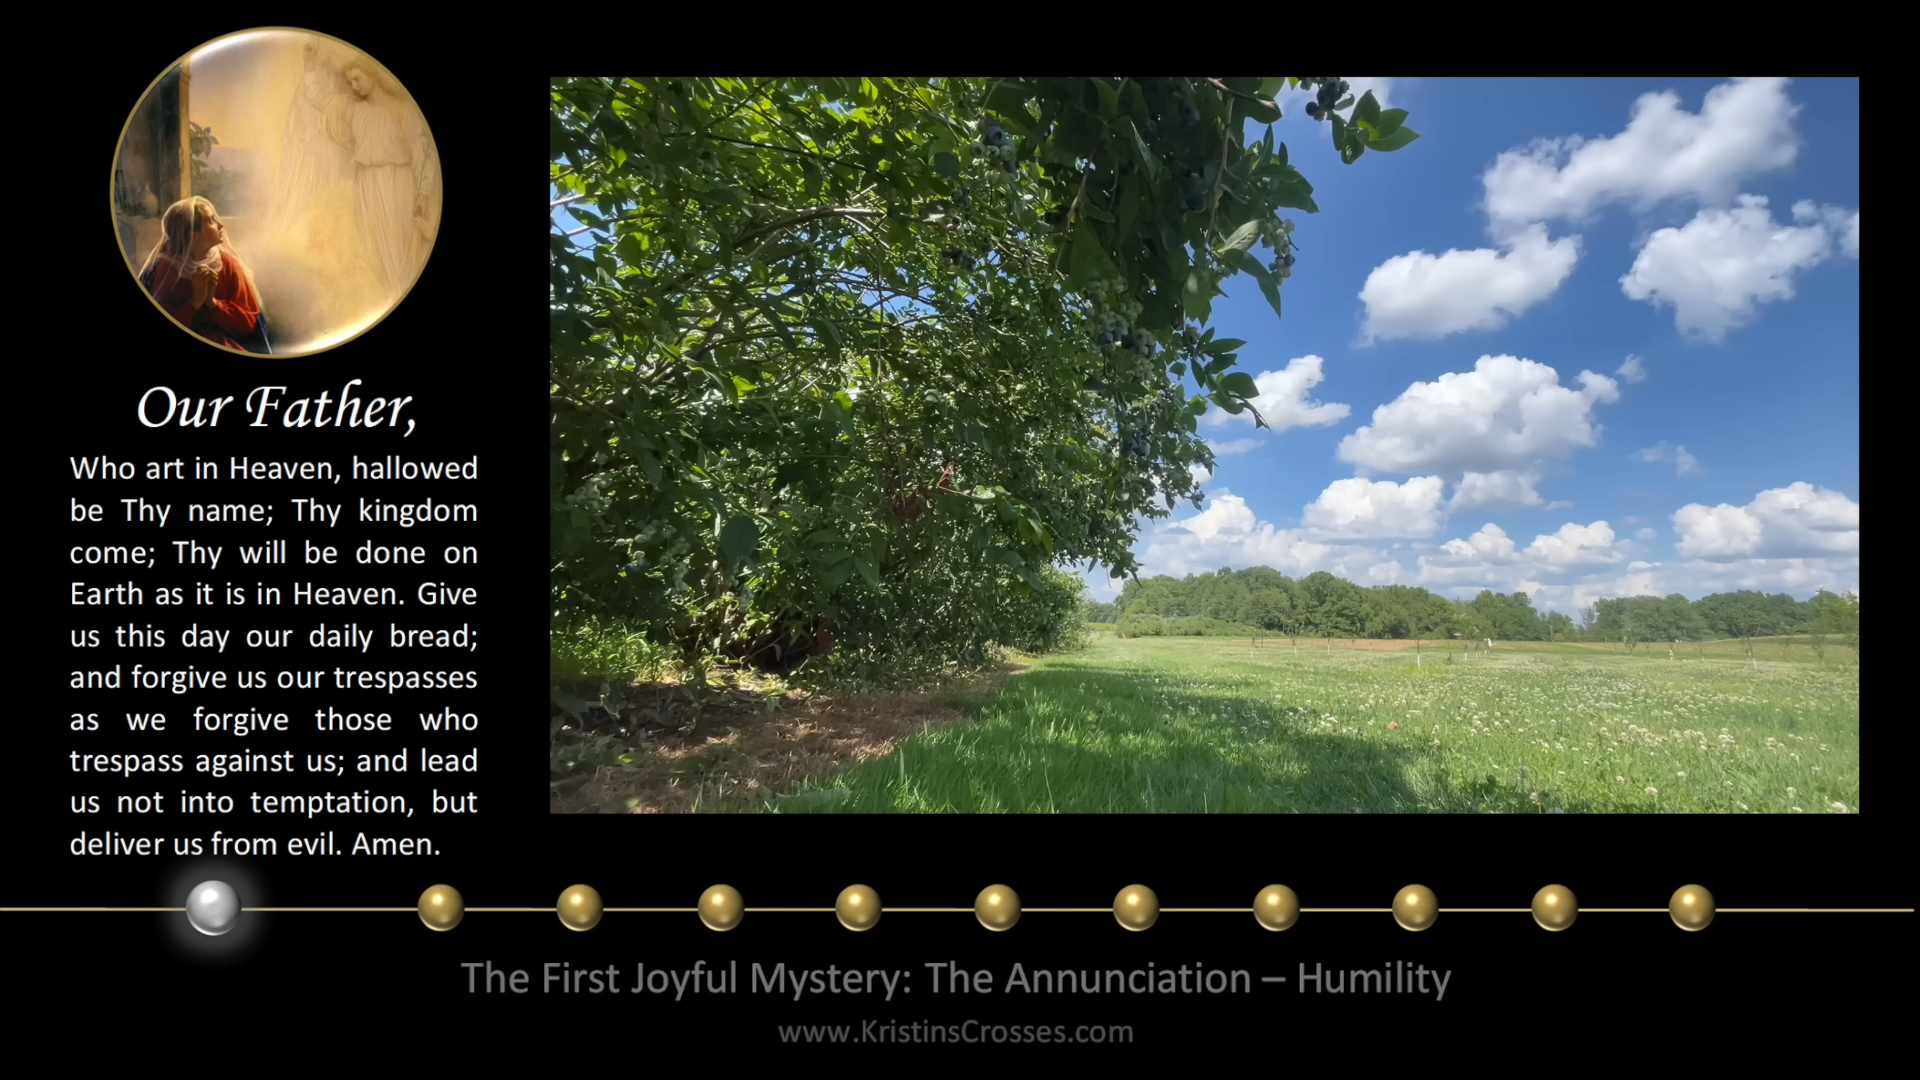 Our Father,
Who art in Heaven, hallowed
be Thy name; Thy kingdom
come; Thy will be done on
Earth as it is in Heaven. Give
us this day our daily bread;
and forgive us our trespasses
as we forgive those who
trespass against us; and lead
us not into temptation, but
deliver us from evil. Amen.
The First Joyful Mystery: The Annunciation – Humility
www.KristinsCrosses.com